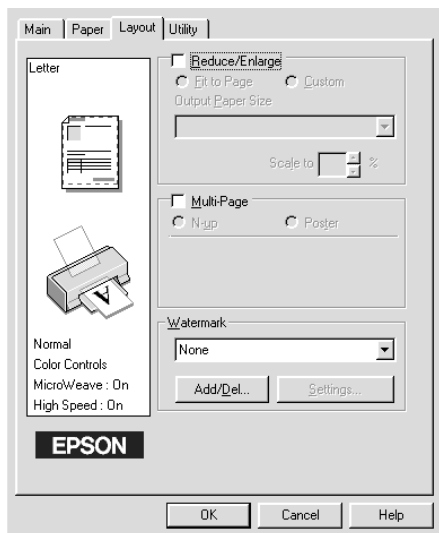 Main Paper Layout Utility
Letter
Normal
Color Controls
MicroWeave : On
High Speed : On
EPSON
Reduce/Enlarge
Fit to Page Custom
Output Paper Size
Scale to %
Multi-Page
N-up Poster
Watermark
None
Add/Del... Settings...
OK Cancel Help